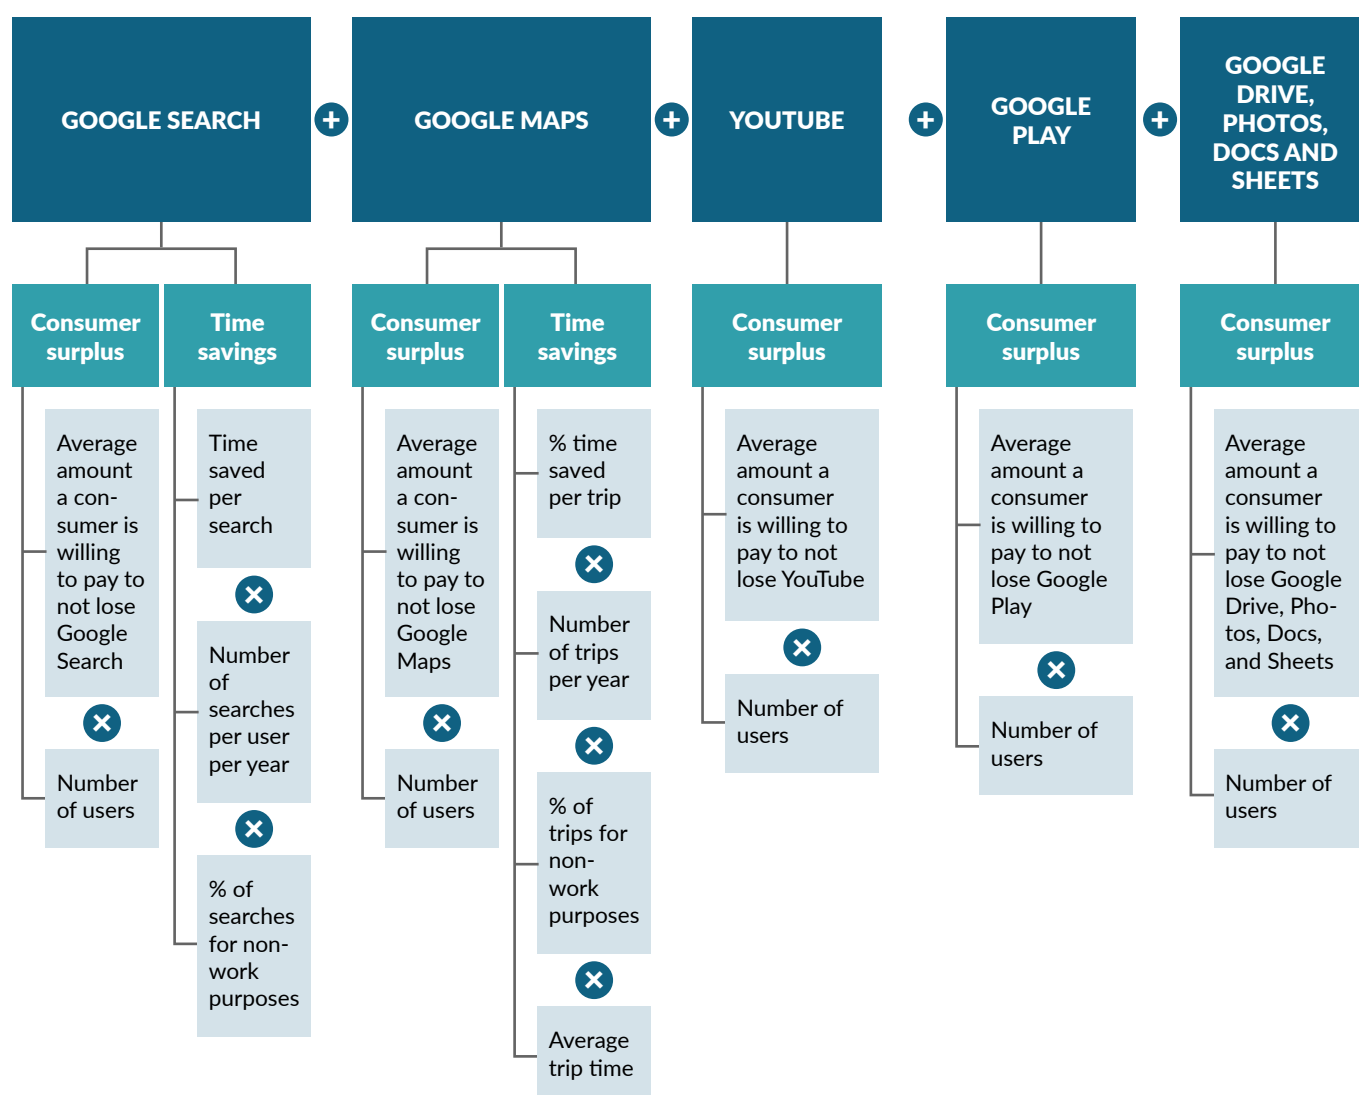 GOOGLE SEARCH
+
GOOGLE MAPS
+
YOUTUBE
+
GOOGLE
PLAY
+
GOOGLE
DRIVE,
PHOTOS,
DOCS AND
SHEETS
Consumer
surplus
Average
amount
a con-
sumer is
willing
to pay to
not lose
Google
Search
×
Number
of users
Time
savings
Time
saved
per
search
×
Number
of
searches
per user
per year
×
% of
searches
for non-
work
purposes
Consumer
surplus
Average
amount
a con-
sumer is
willing
to pay to
not lose
Google
Maps
×
Number
of users
Time
savings
% time
saved
per trip
×
Number
of trips
per year
×
% of
trips for
non-
work
purposes
×
Average
trip time
Consumer
surplus
Average
amount a
consumer
is willing to
pay to not
lose YouTube
×
Number of
users
Consumer
surplus
Average
amount a
consumer
is willing to
pay to not
lose Google
Play
×
Number of
users
Consumer
surplus
Average
amount a
consumer
is willing to
pay to not
lose Google
Drive, Pho-
tos, Docs,
and Sheets
×
Number of
users